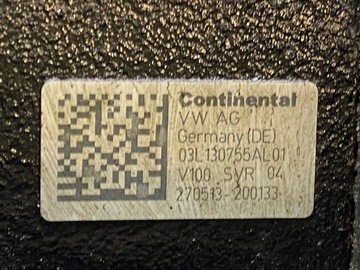 Continental
VW AG
Germany (DE)
03L130755AL01
V100 SVR 04
270513-200133